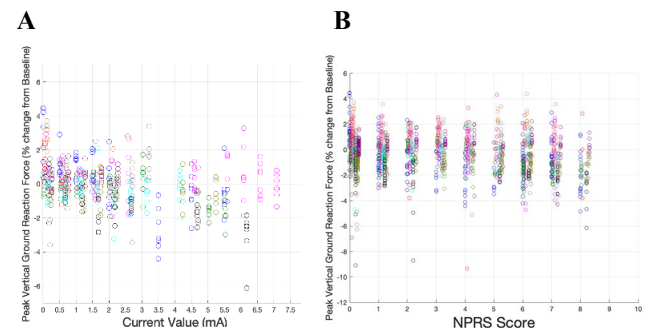 A
B
Peak Vertical Ground Reaction Force (% change from Baseline)
6
4
2
0
-2
-4
-6
0 0.5 1 1.5 2 2.5 3 3.5 4 4.5 5 5.5 6 6.5 7 7.5
Current Value (mA)
Peak Vertical Ground Reaction Force (% change from Baseline)
6
4
2
0
-2
-4
-6
-8
-10
-12
0 1 2 3 4 5 6 7 8 9 10
NPRS Score